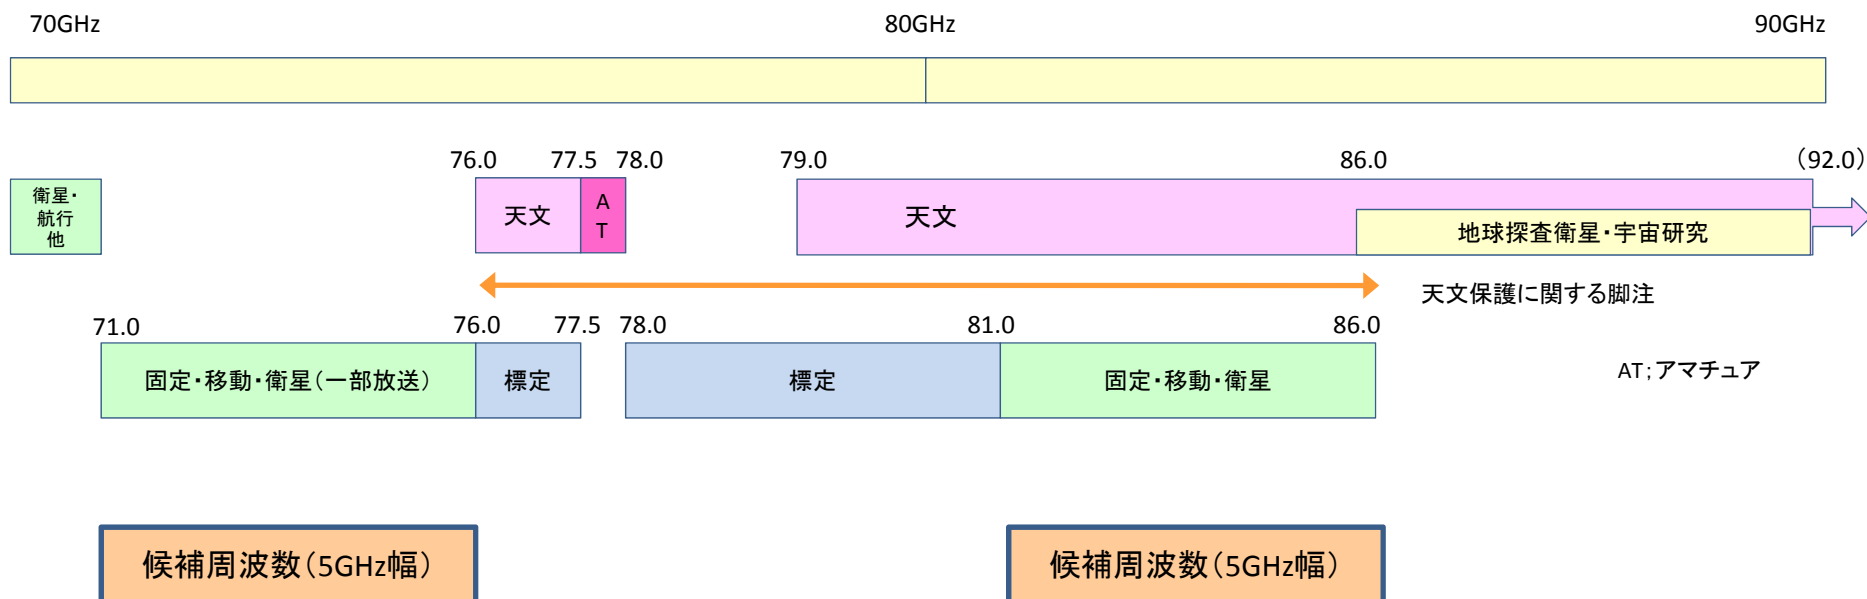 70GHz 80GHz 90GHz
76.0 77.5 78.0 79.0 86.0 (92.0)
衛星・
航行
他
天文
A
T
天文
地球探査衛星・宇宙研究
天文保護に関する脚注
71.0 76.0 77.5 78.0 81.0 86.0
固定・移動・衛星(一部放送)
標定
標定
固定・移動・衛星
AT;アマチュア
候補周波数(5GHz幅)
候補周波数(5GHz幅)